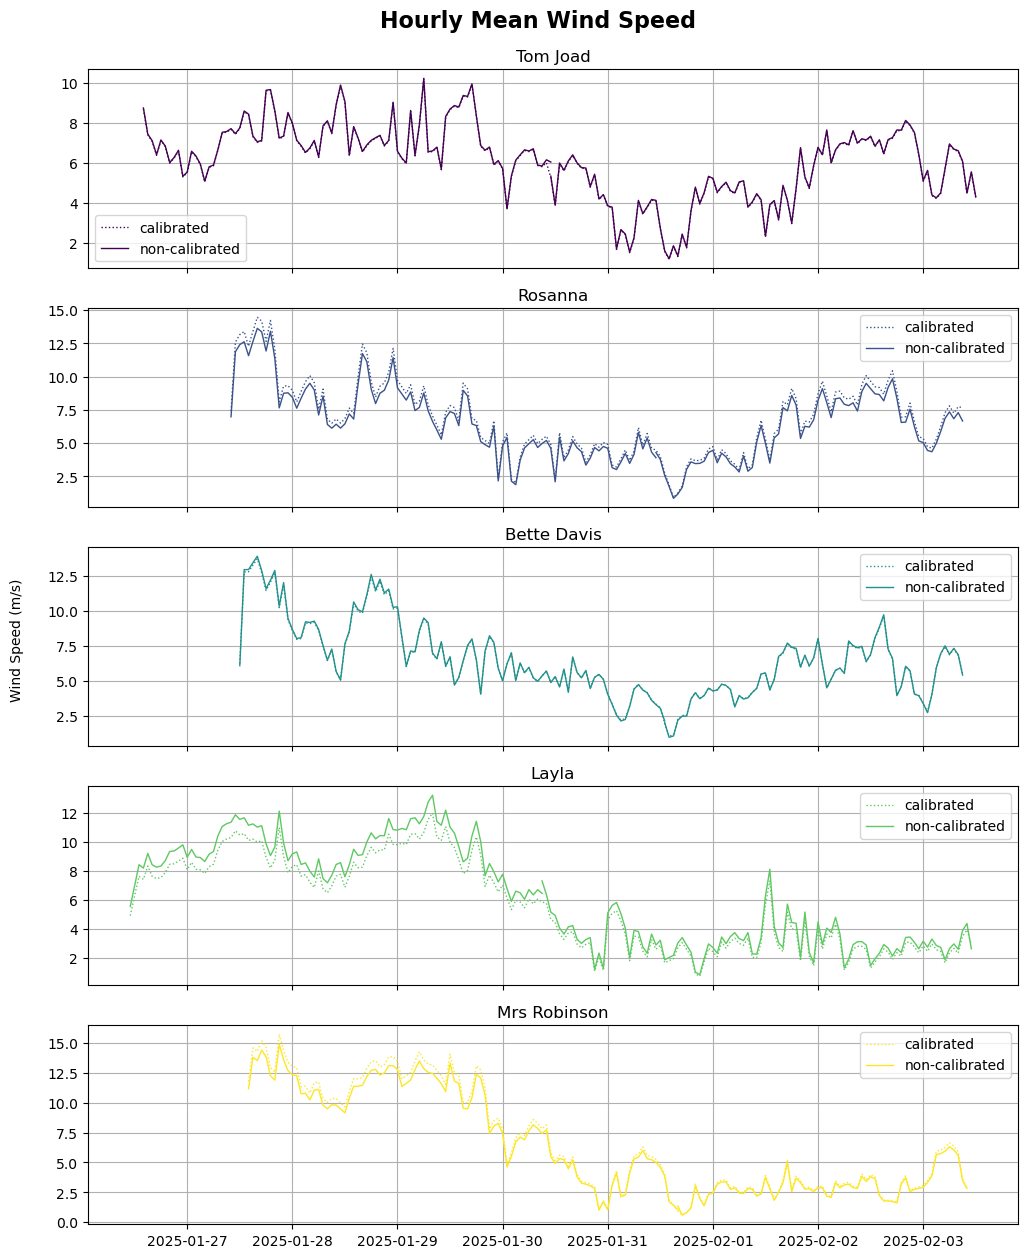 Hourly Mean Wind Speed
Tom Joad
10
8
6
4
2
calibrated
non-calibrated
Rosanna
15.0
12.5
10.0
7.5
5.0
2.5
calibrated
non-calibrated
Bette Davis
Wind Speed (m/s)
12.5
10.0
7.5
5.0
2.5
calibrated
non-calibrated
Layla
12
10
8
6
4
2
calibrated
non-calibrated
Mrs Robinson
15.0
12.5
10.0
7.5
5.0
2.5
0.0
calibrated
non-calibrated
2025-01-27 2025-01-28 2025-01-29 2025-01-30 2025-01-31 2025-02-01 2025-02-02 2025-02-03